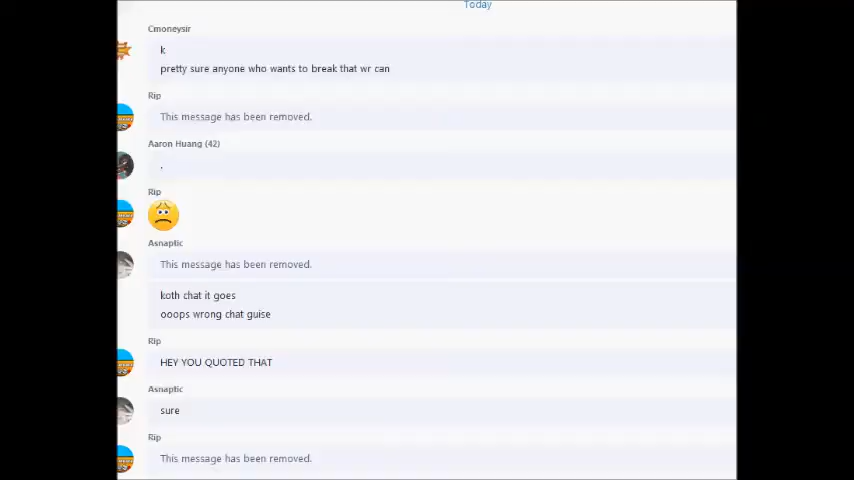 Today
Cmoneysir
k
pretty sure anyone who wants to break that wr can
Rip
This message has been removed.
Aaron Huang (42)
.
Rip
Asnaptic
This message has been removed.
koth chat it goes
ooops wrong chat guise
Rip
HEY YOU QUOTED THAT
Asnaptic
sure
Rip
This message has been removed.